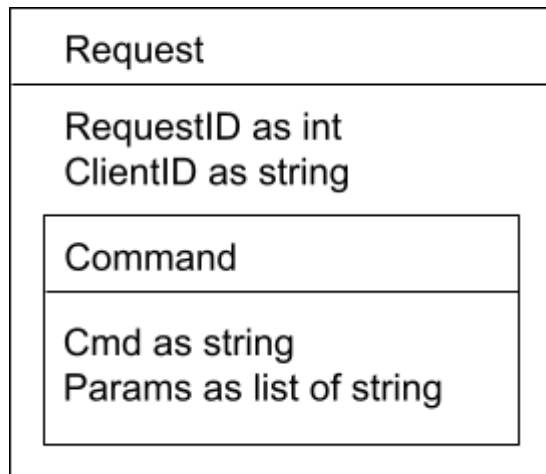 Request
RequestID as int
ClientID as string
Command
Cmd as string
Params as list of string